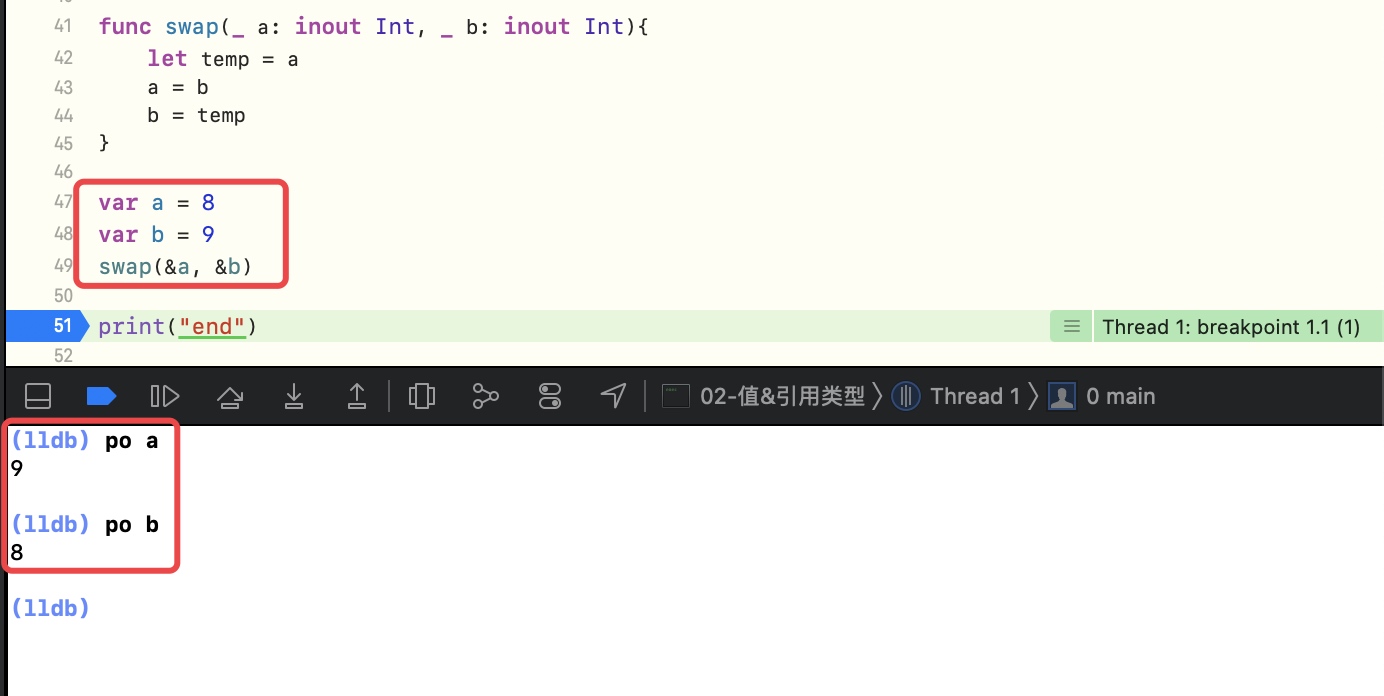 41 func swap(_ a: inout Int, _ b: inout Int){
42 let temp = a
43 a = b
44 b = temp
45 }
46
47 var a = 8
48 var b = 9
49 swap(&a, &b)
50
51 print("end") Thread 1: breakpoint 1.1 (1)
52
02-值&引用类型 Thread 1 0 main
(lldb) po a
9
(lldb) po b
8
(lldb)